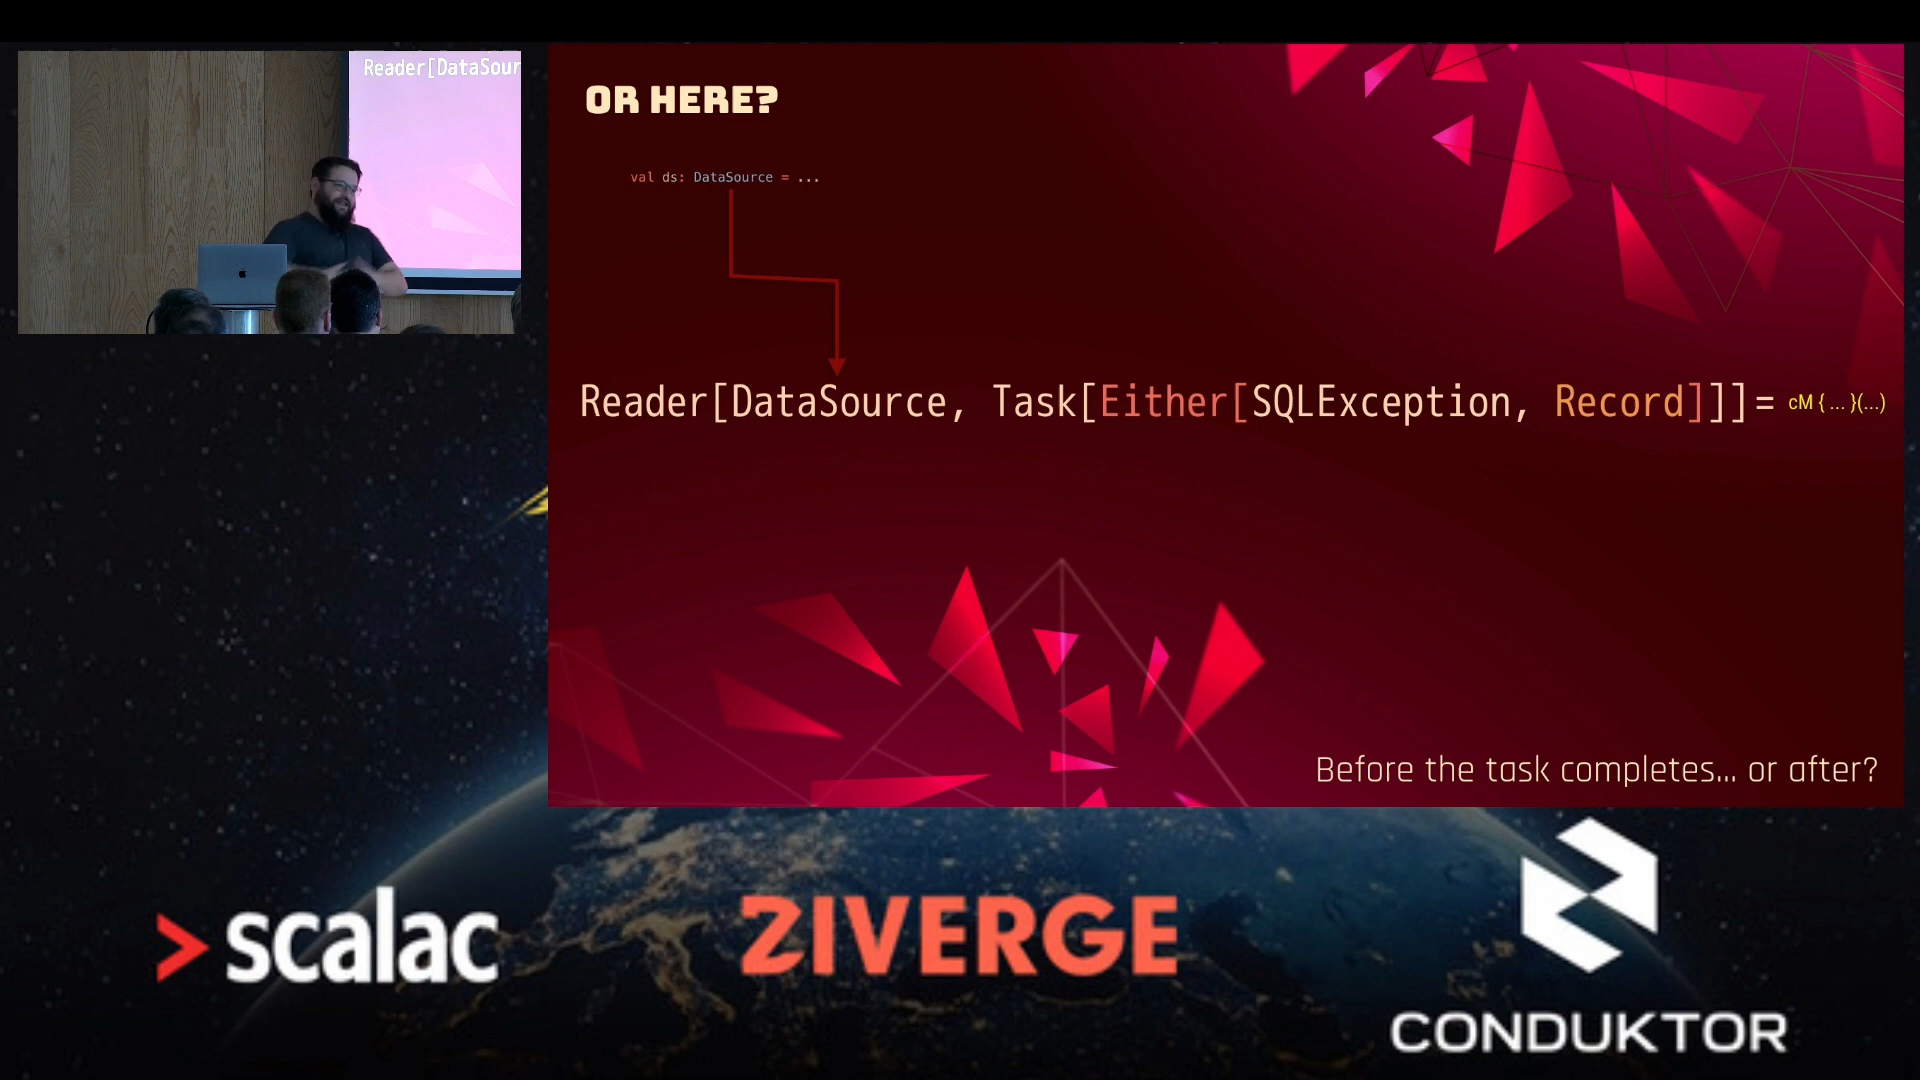 Reader[DataSour
OR HERE?
val ds: DataSource = ...
Reader[DataSource, Task[Either[SQLException, Record]]]= cM { ... }(...)
Before the task completes... or after?
scalac
ZIVERGE
CONDUKTOR